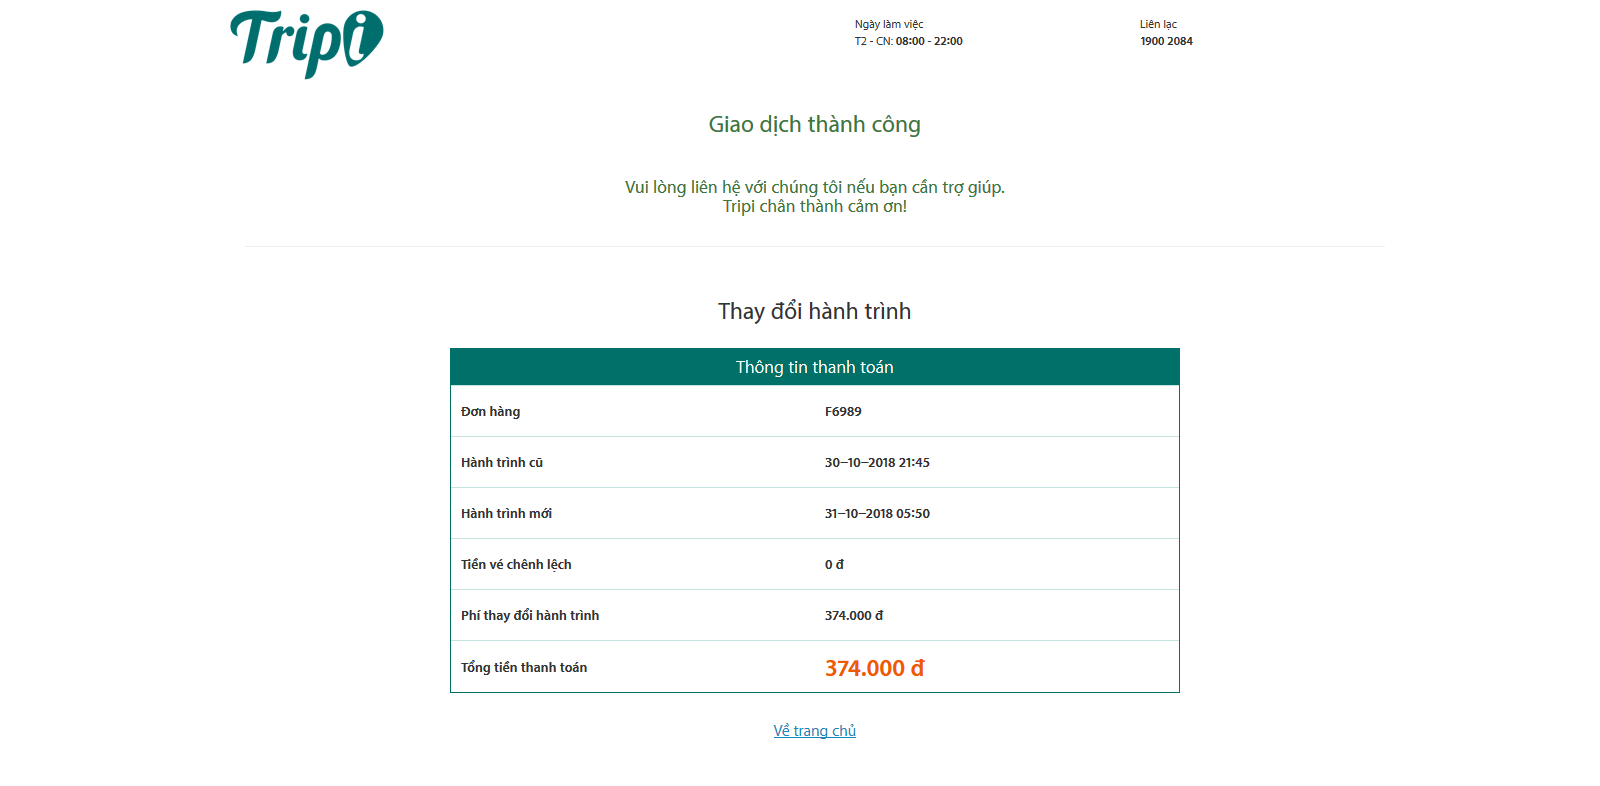 Tripi
Ngày làm việc
T2 - CN: 08:00 - 22:00
Liên lạc
1900 2084
Giao dịch thành công
Vui lòng liên hệ với chúng tôi nếu bạn cần trợ giúp.
Tripi chân thành cảm ơn!
Thay đổi hành trình
Thông tin thanh toán
Đơn hàng F6989
Hành trình cũ 30–10–2018 21:45
Hành trình mới 31–10–2018 05:50
Tiền vé chênh lệch 0 đ
Phí thay đổi hành trình 374.000 đ
Tổng tiền thanh toán 374.000 đ
Về trang chủ